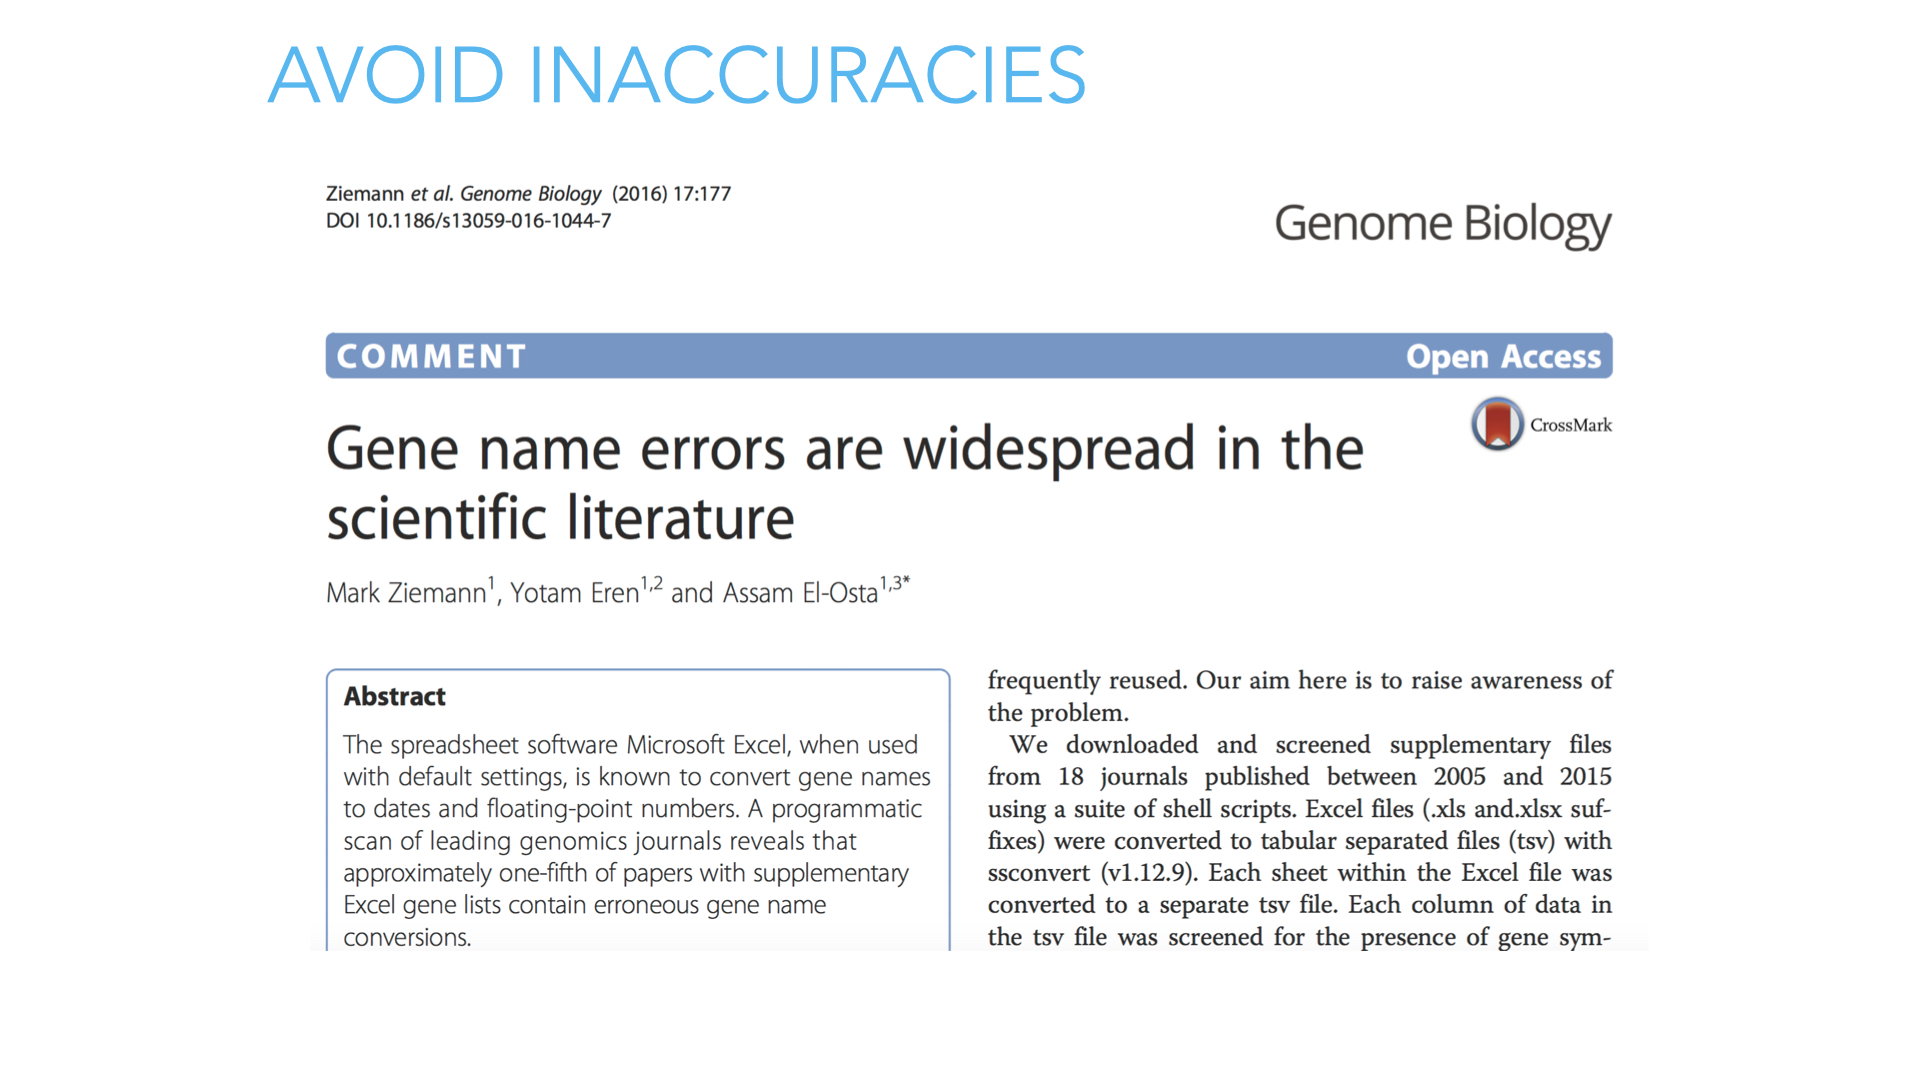 AVOID INACCURACIES
Ziemann et al. Genome Biology (2016) 17:177
DOI 10.1186/s13059-016-1044-7
Genome Biology
COMMENT
Open Access
CrossMark
Gene name errors are widespread in the
scientific literature
Mark Ziemann1, Yotam Eren1,2 and Assam El-Osta1,3*
Abstract
The spreadsheet software Microsoft Excel, when used
with default settings, is known to convert gene names
to dates and floating-point numbers. A programmatic
scan of leading genomics journals reveals that
approximately one-fifth of papers with supplementary
Excel gene lists contain erroneous gene name
conversions.
frequently reused. Our aim here is to raise awareness of
the problem.
We downloaded and screened supplementary files
from 18 journals published between 2005 and 2015
using a suite of shell scripts. Excel files (.xls and.xlsx suf-
fixes) were converted to tabular separated files (tsv) with
ssconvert (v1.12.9). Each sheet within the Excel file was
converted to a separate tsv file. Each column of data in
the tsv file was screened for the presence of gene sym-